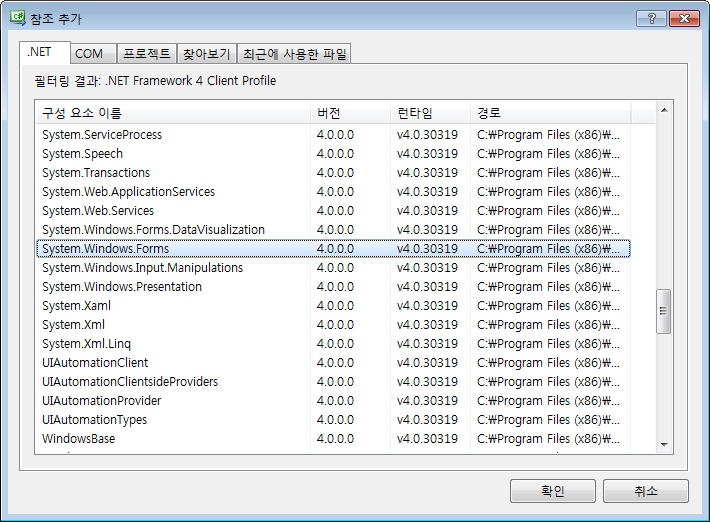 C# 참조 추가
.NET COM 프로젝트 찾아보기 최근에 사용한 파일
필터링 결과: .NET Framework 4 Client Profile
구성 요소 이름 버전 런타임 경로
System.ServiceProcess 4.0.0.0 v4.0.30319 C:₩Program Files (x86)₩...
System.Speech 4.0.0.0 v4.0.30319 C:₩Program Files (x86)₩...
System.Transactions 4.0.0.0 v4.0.30319 C:₩Program Files (x86)₩...
System.Web.ApplicationServices 4.0.0.0 v4.0.30319 C:₩Program Files (x86)₩...
System.Web.Services 4.0.0.0 v4.0.30319 C:₩Program Files (x86)₩...
System.Windows.Forms.DataVisualization 4.0.0.0 v4.0.30319 C:₩Program Files (x86)₩...
System.Windows.Forms 4.0.0.0 v4.0.30319 C:₩Program Files (x86)₩...
System.Windows.Input.Manipulations 4.0.0.0 v4.0.30319 C:₩Program Files (x86)₩...
System.Windows.Presentation 4.0.0.0 v4.0.30319 C:₩Program Files (x86)₩...
System.Xaml 4.0.0.0 v4.0.30319 C:₩Program Files (x86)₩...
System.Xml 4.0.0.0 v4.0.30319 C:₩Program Files (x86)₩...
System.Xml.Linq 4.0.0.0 v4.0.30319 C:₩Program Files (x86)₩...
UIAutomationClient 4.0.0.0 v4.0.30319 C:₩Program Files (x86)₩...
UIAutomationClientsideProviders 4.0.0.0 v4.0.30319 C:₩Program Files (x86)₩...
UIAutomationProvider 4.0.0.0 v4.0.30319 C:₩Program Files (x86)₩...
UIAutomationTypes 4.0.0.0 v4.0.30319 C:₩Program Files (x86)₩...
WindowsBase 4.0.0.0 v4.0.30319 C:₩Program Files (x86)₩...
확인 취소